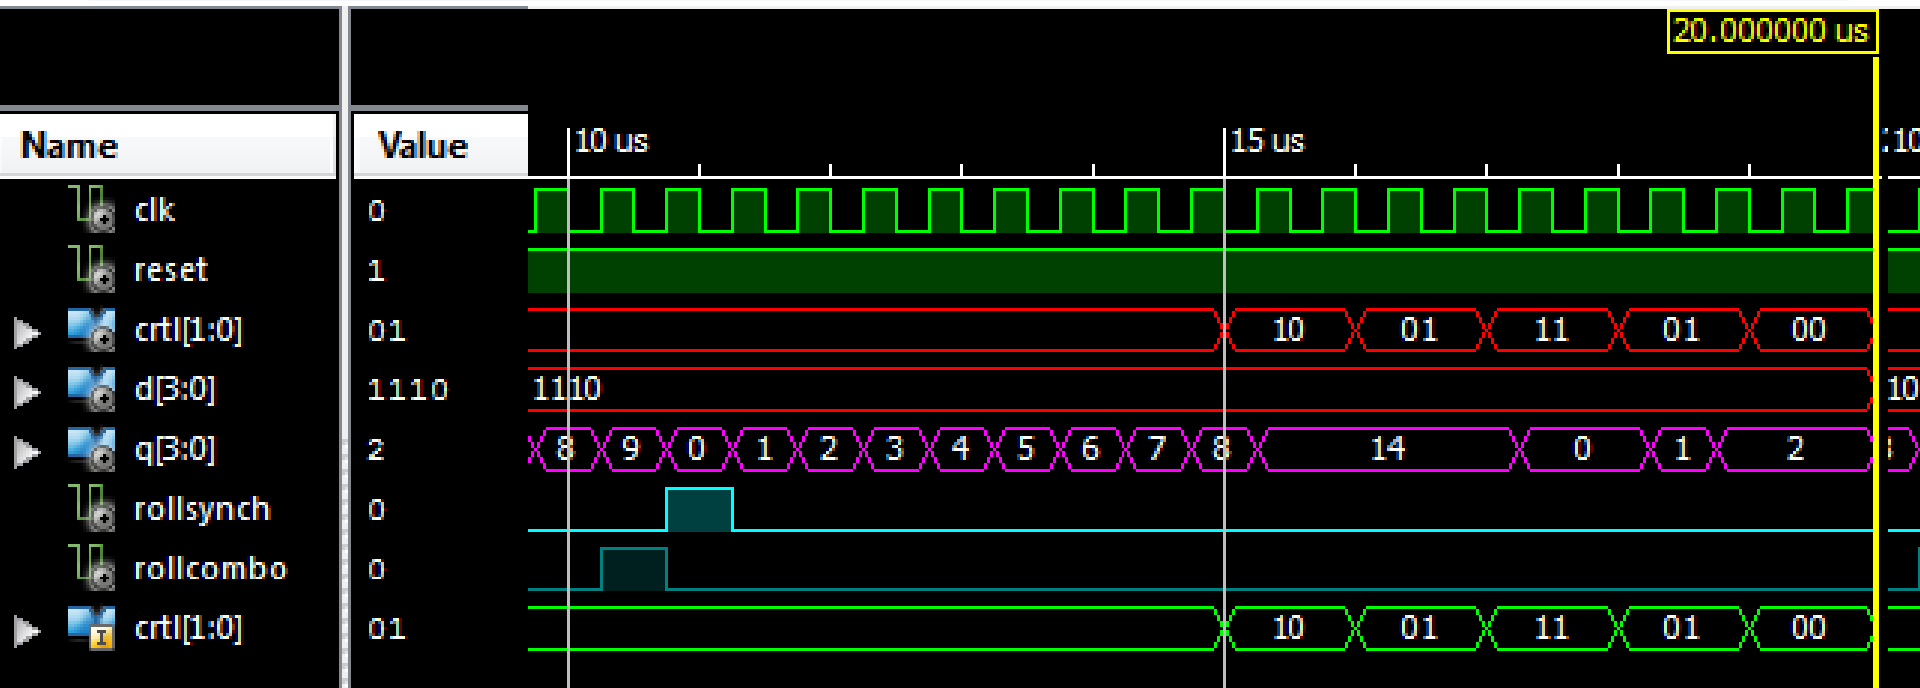 20.000000 us
Name Value 10 us 15 us
clk 0
reset 1
crtl[1:0] 01 10 01 11 01 00
d[3:0] 1110 1110 10
q[3:0] 2 8 9 0 1 2 3 4 5 6 7 8 14 0 1 2
rollsynch 0
rollcombo 0
crtl[1:0] 01 10 01 11 01 00